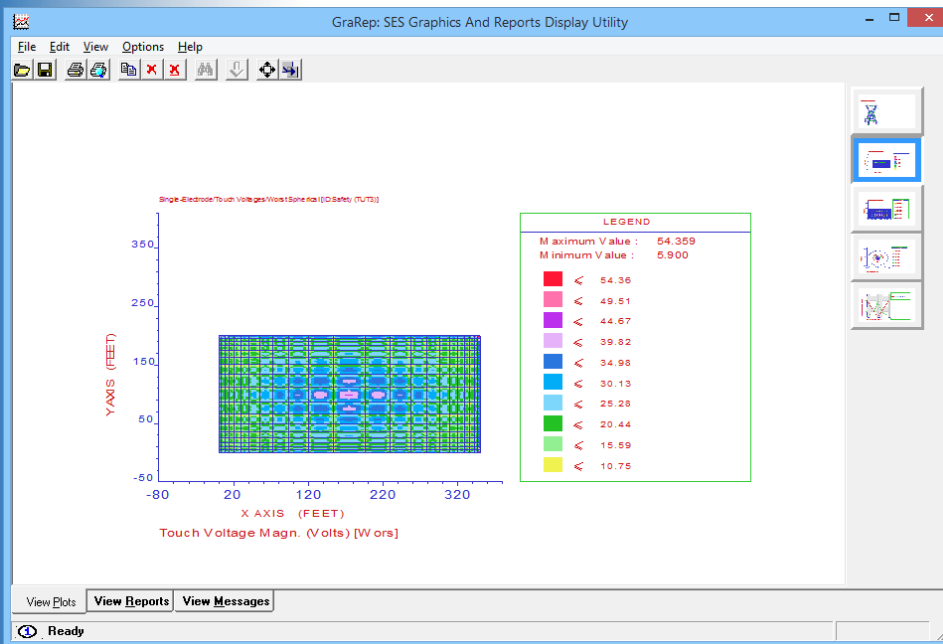 GraRep: SES Graphics And Reports Display Utility
File Edit View Options Help
Single-Electrode/Touch Voltages/Worst Spherical [ID:Safety (TUT3)]
350
250
150
50
-50
Y AXIS (FEET)
-80 20 120 220 320
X AXIS (FEET)
Touch Voltage Magn. (Volts) [Wors]
LEGEND
Maximum Value : 54.359
Minimum Value : 5.900
≤ 54.36
≤ 49.51
≤ 44.67
≤ 39.82
≤ 34.98
≤ 30.13
≤ 25.28
≤ 20.44
≤ 15.59
≤ 10.75
View Plots View Reports View Messages
Ready